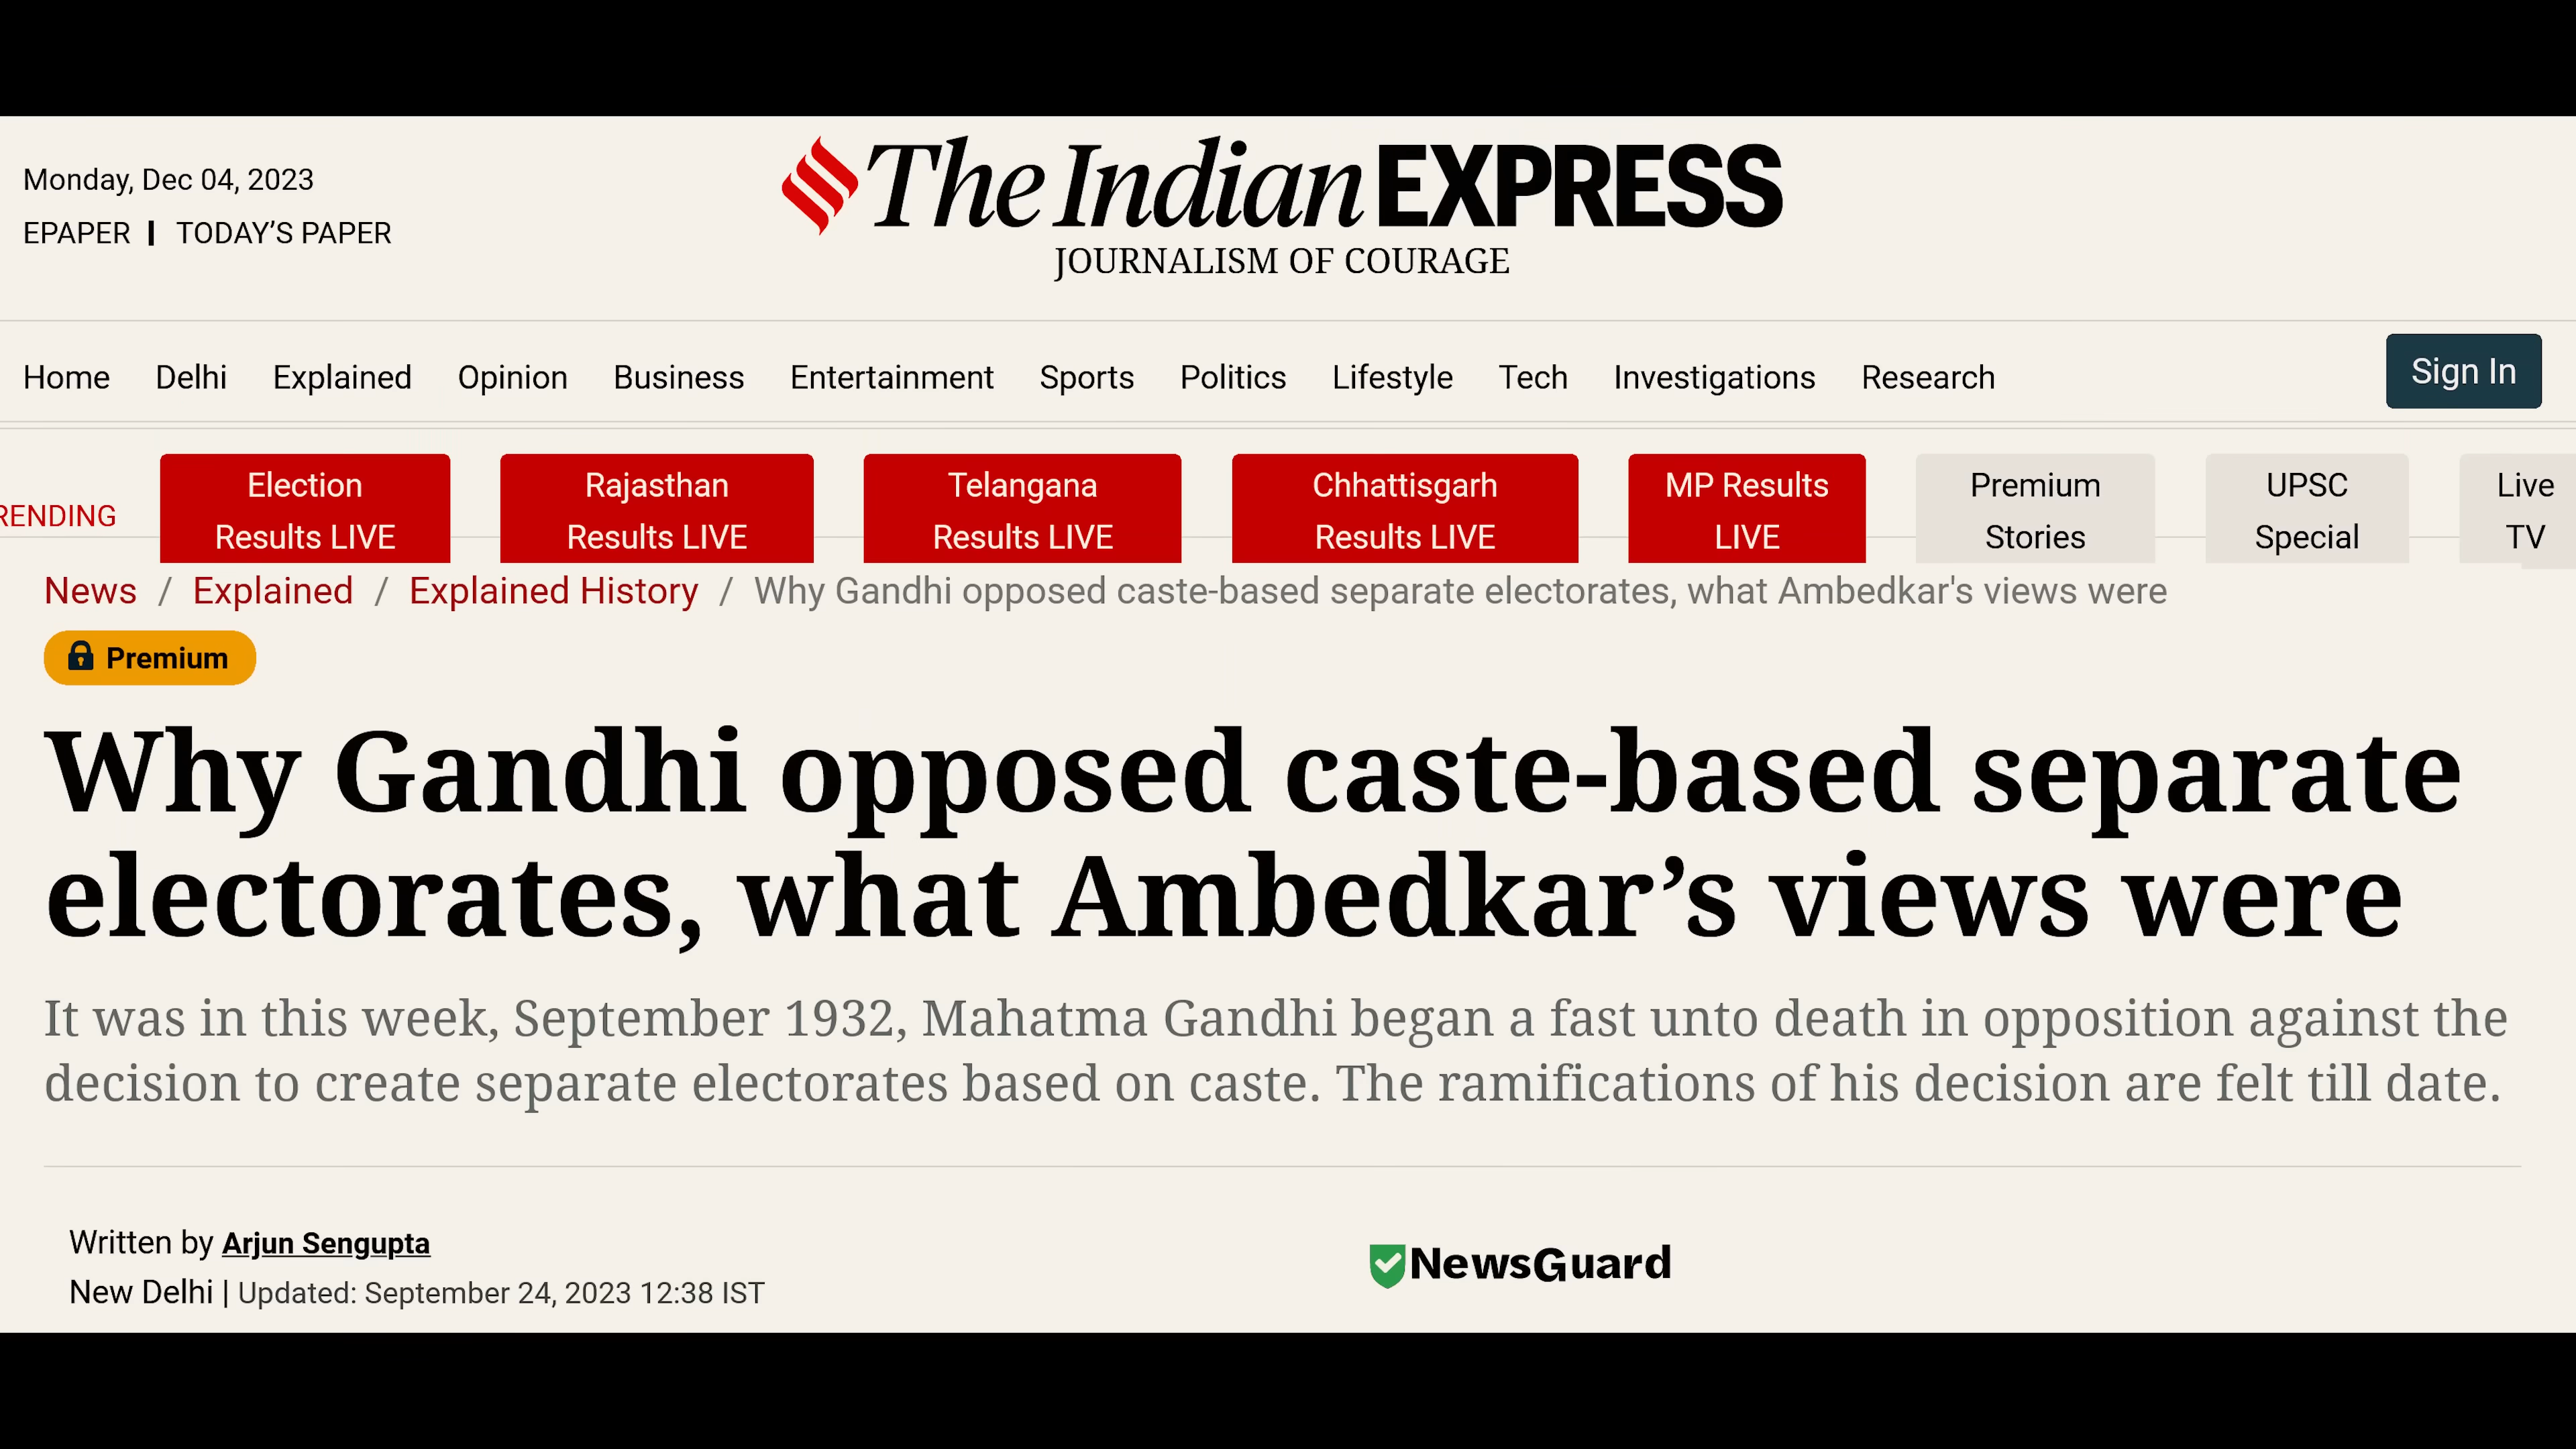 Monday, Dec 04, 2023
EPAPER | TODAY’S PAPER
The Indian EXPRESS
JOURNALISM OF COURAGE
Home Delhi Explained Opinion Business Entertainment Sports Politics Lifestyle Tech Investigations Research Sign In
RENDING
Election
Results LIVE
Rajasthan
Results LIVE
Telangana
Results LIVE
Chhattisgarh
Results LIVE
MP Results
LIVE
Premium
Stories
UPSC
Special
Live
TV
News / Explained / Explained History / Why Gandhi opposed caste-based separate electorates, what Ambedkar's views were
Premium
Why Gandhi opposed caste-based separate
electorates, what Ambedkar’s views were
It was in this week, September 1932, Mahatma Gandhi began a fast unto death in opposition against the
decision to create separate electorates based on caste. The ramifications of his decision are felt till date.
Written by Arjun Sengupta
New Delhi | Updated: September 24, 2023 12:38 IST
NewsGuard